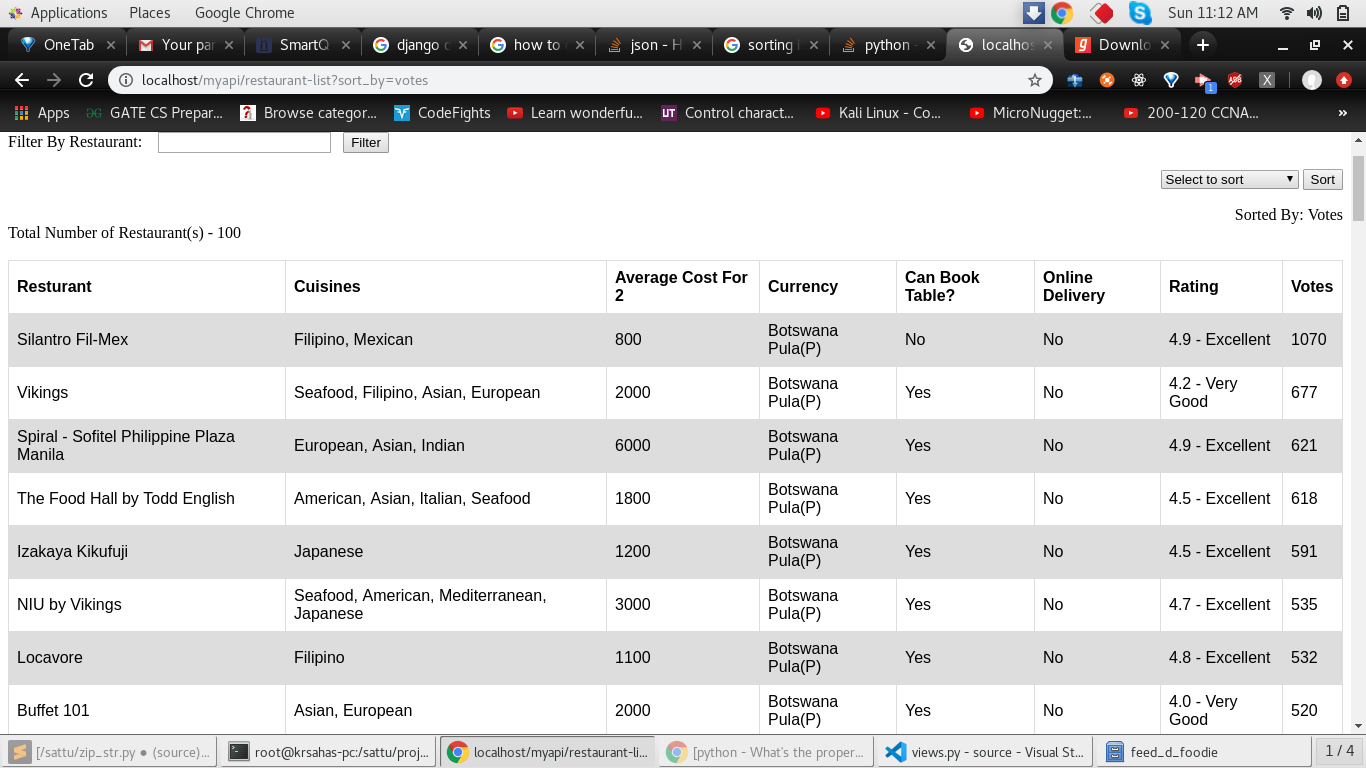 Applications Places Google Chrome Sun 11:12 AM
OneTab Your pa SmartQ django c how to json - H sorting python - localhos Downlo
localhost/myapi/restaurant-list?sort_by=votes
Apps GATE CS Prepar... Browse categor... CodeFights Learn wonderfu... Control charact... Kali Linux - Co... MicroNugget:... 200-120 CCNA... »
Filter By Restaurant: Filter
Select to sort Sort
Sorted By: Votes
Total Number of Restaurant(s) - 100
Resturant Cuisines Average Cost For 2 Currency Can Book Table? Online Delivery Rating Votes
Silantro Fil-Mex Filipino, Mexican 800 Botswana Pula(P) No No 4.9 - Excellent 1070
Vikings Seafood, Filipino, Asian, European 2000 Botswana Pula(P) Yes No 4.2 - Very Good 677
Spiral - Sofitel Philippine Plaza Manila European, Asian, Indian 6000 Botswana Pula(P) Yes No 4.9 - Excellent 621
The Food Hall by Todd English American, Asian, Italian, Seafood 1800 Botswana Pula(P) Yes No 4.5 - Excellent 618
Izakaya Kikufuji Japanese 1200 Botswana Pula(P) Yes No 4.5 - Excellent 591
NIU by Vikings Seafood, American, Mediterranean, Japanese 3000 Botswana Pula(P) Yes No 4.7 - Excellent 535
Locavore Filipino 1100 Botswana Pula(P) Yes No 4.8 - Excellent 532
Buffet 101 Asian, European 2000 Botswana Pula(P) Yes No 4.0 - Very Good 520
[/sattu/zip_str.py ● (source)... root@krsahas-pc:/sattu/proj... localhost/myapi/restaurant-li... [python - What's the proper... views.py - source - Visual St... feed_d_foodie 1 / 4